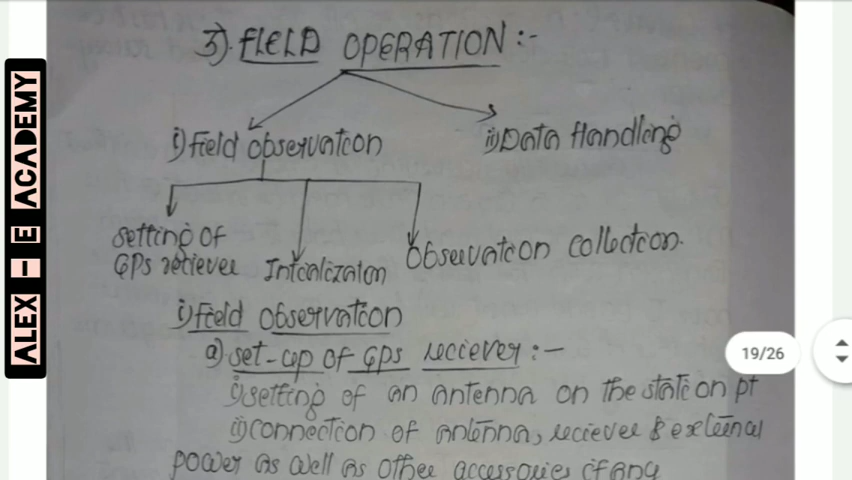 3). FIELD OPERATION :-
i) Field observation
ii) Data Handling
Setting of
GPs reciever
Intcalizaton
Observation collection.
i) Field observation
a) Set-up of GPs reciever :-
i) setting of an antenna on the station pt
ii) connection of antenna, reciever & external
power as well as other accessories if any
ALEX - E ACADEMY
19/26